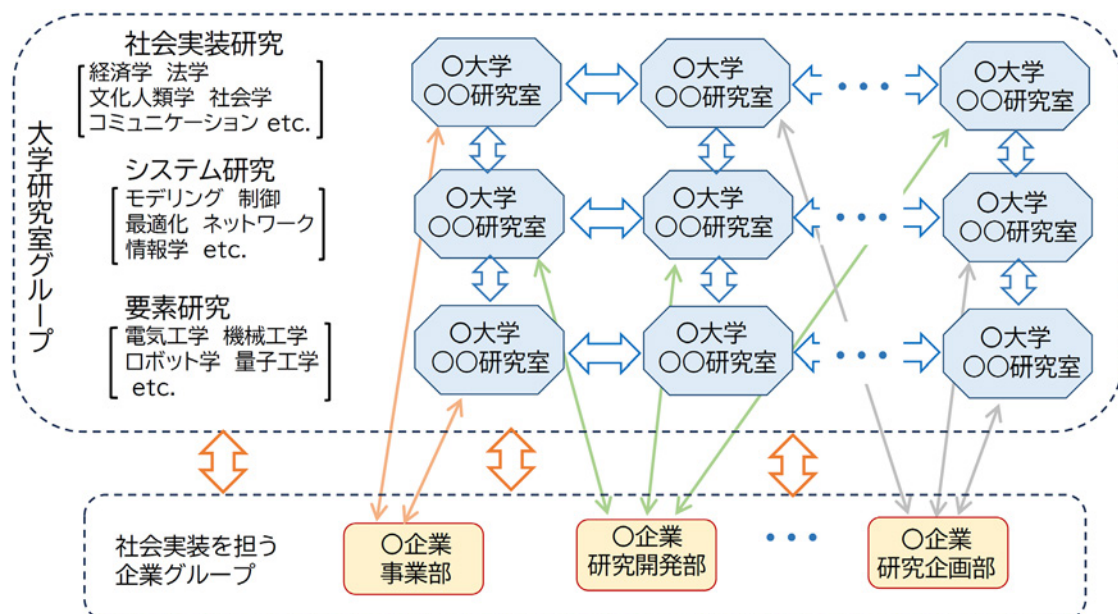 大学研究室グループ
社会実装研究
経済学 法学
文化人類学 社会学
コミュニケーション etc.
〇大学
〇〇研究室
〇大学
〇〇研究室
・・・
〇大学
〇〇研究室
システム研究
モデリング 制御
最適化 ネットワーク
情報学 etc.
〇大学
〇〇研究室
〇大学
〇〇研究室
・・・
〇大学
〇〇研究室
要素研究
電気工学 機械工学
ロボット学 量子工学
etc.
〇大学
〇〇研究室
〇大学
〇〇研究室
・・・
〇大学
〇〇研究室
社会実装を担う
企業グループ
〇企業
事業部
〇企業
研究開発部
・・・
〇企業
研究企画部